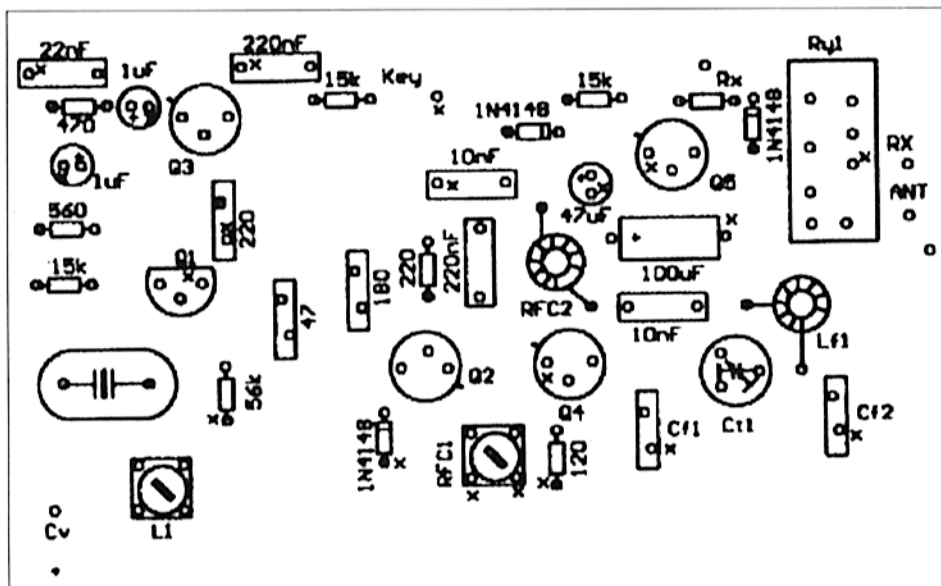 22nF
220nF
Ry1
1uF
15k
Key
15k
Rx
470
1N4148
1N4148
Q3
10nF
Q5
RX
1uF
ANT
47uF
560
220
220
220nF
100uF
Q1
15k
180
47
RFC2
10nF
Lf1
Q2
56k
Q4
Cf1
Ct1
Cf2
1N4148
RFC1
120
Cv
L1